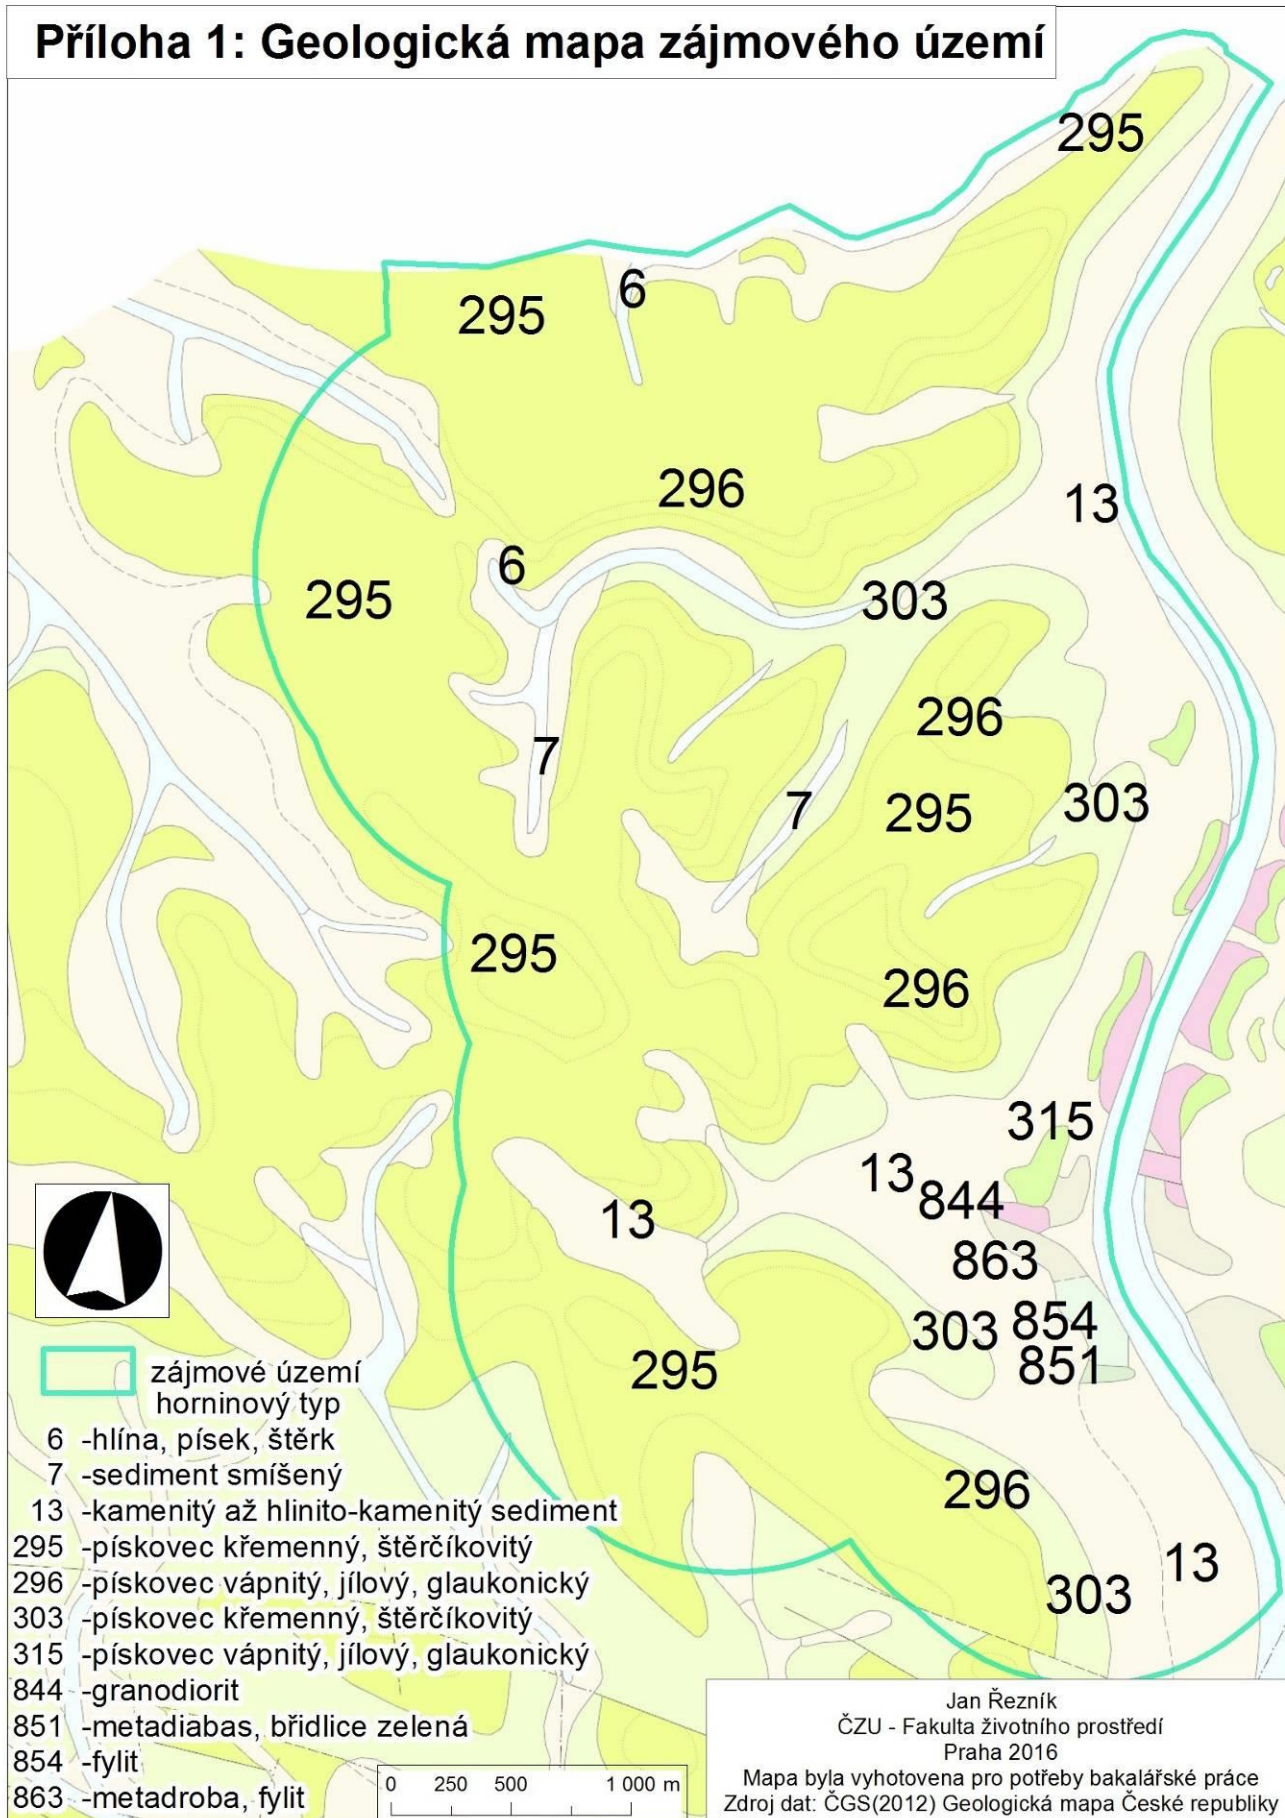 Příloha 1: Geologická mapa zájmového území
295
295
6
296
13
6
295
303
296
7
7
295
303
295
296
315
13
844
13
863
303
854
851
295
296
13
303
zájmové území
horninový typ
6 -hlína, písek, štěrk
7 -sediment smíšený
13 -kamenitý až hlinito-kamenitý sediment
295 -pískovec křemenný, štěrčíkovitý
296 -pískovec vápnitý, jílový, glaukonický
303 -pískovec křemenný, štěrčíkovitý
315 -pískovec vápnitý, jílový, glaukonický
844 -granodiorit
851 -metadiabas, břidlice zelená
854 -fylit
863 -metadroba, fylit
0 250 500 1 000 m
Jan Řezník
ČZU - Fakulta životního prostředí
Praha 2016
Mapa byla vyhotovena pro potřeby bakalářské práce
Zdroj dat: ČGS(2012) Geologická mapa České republiky